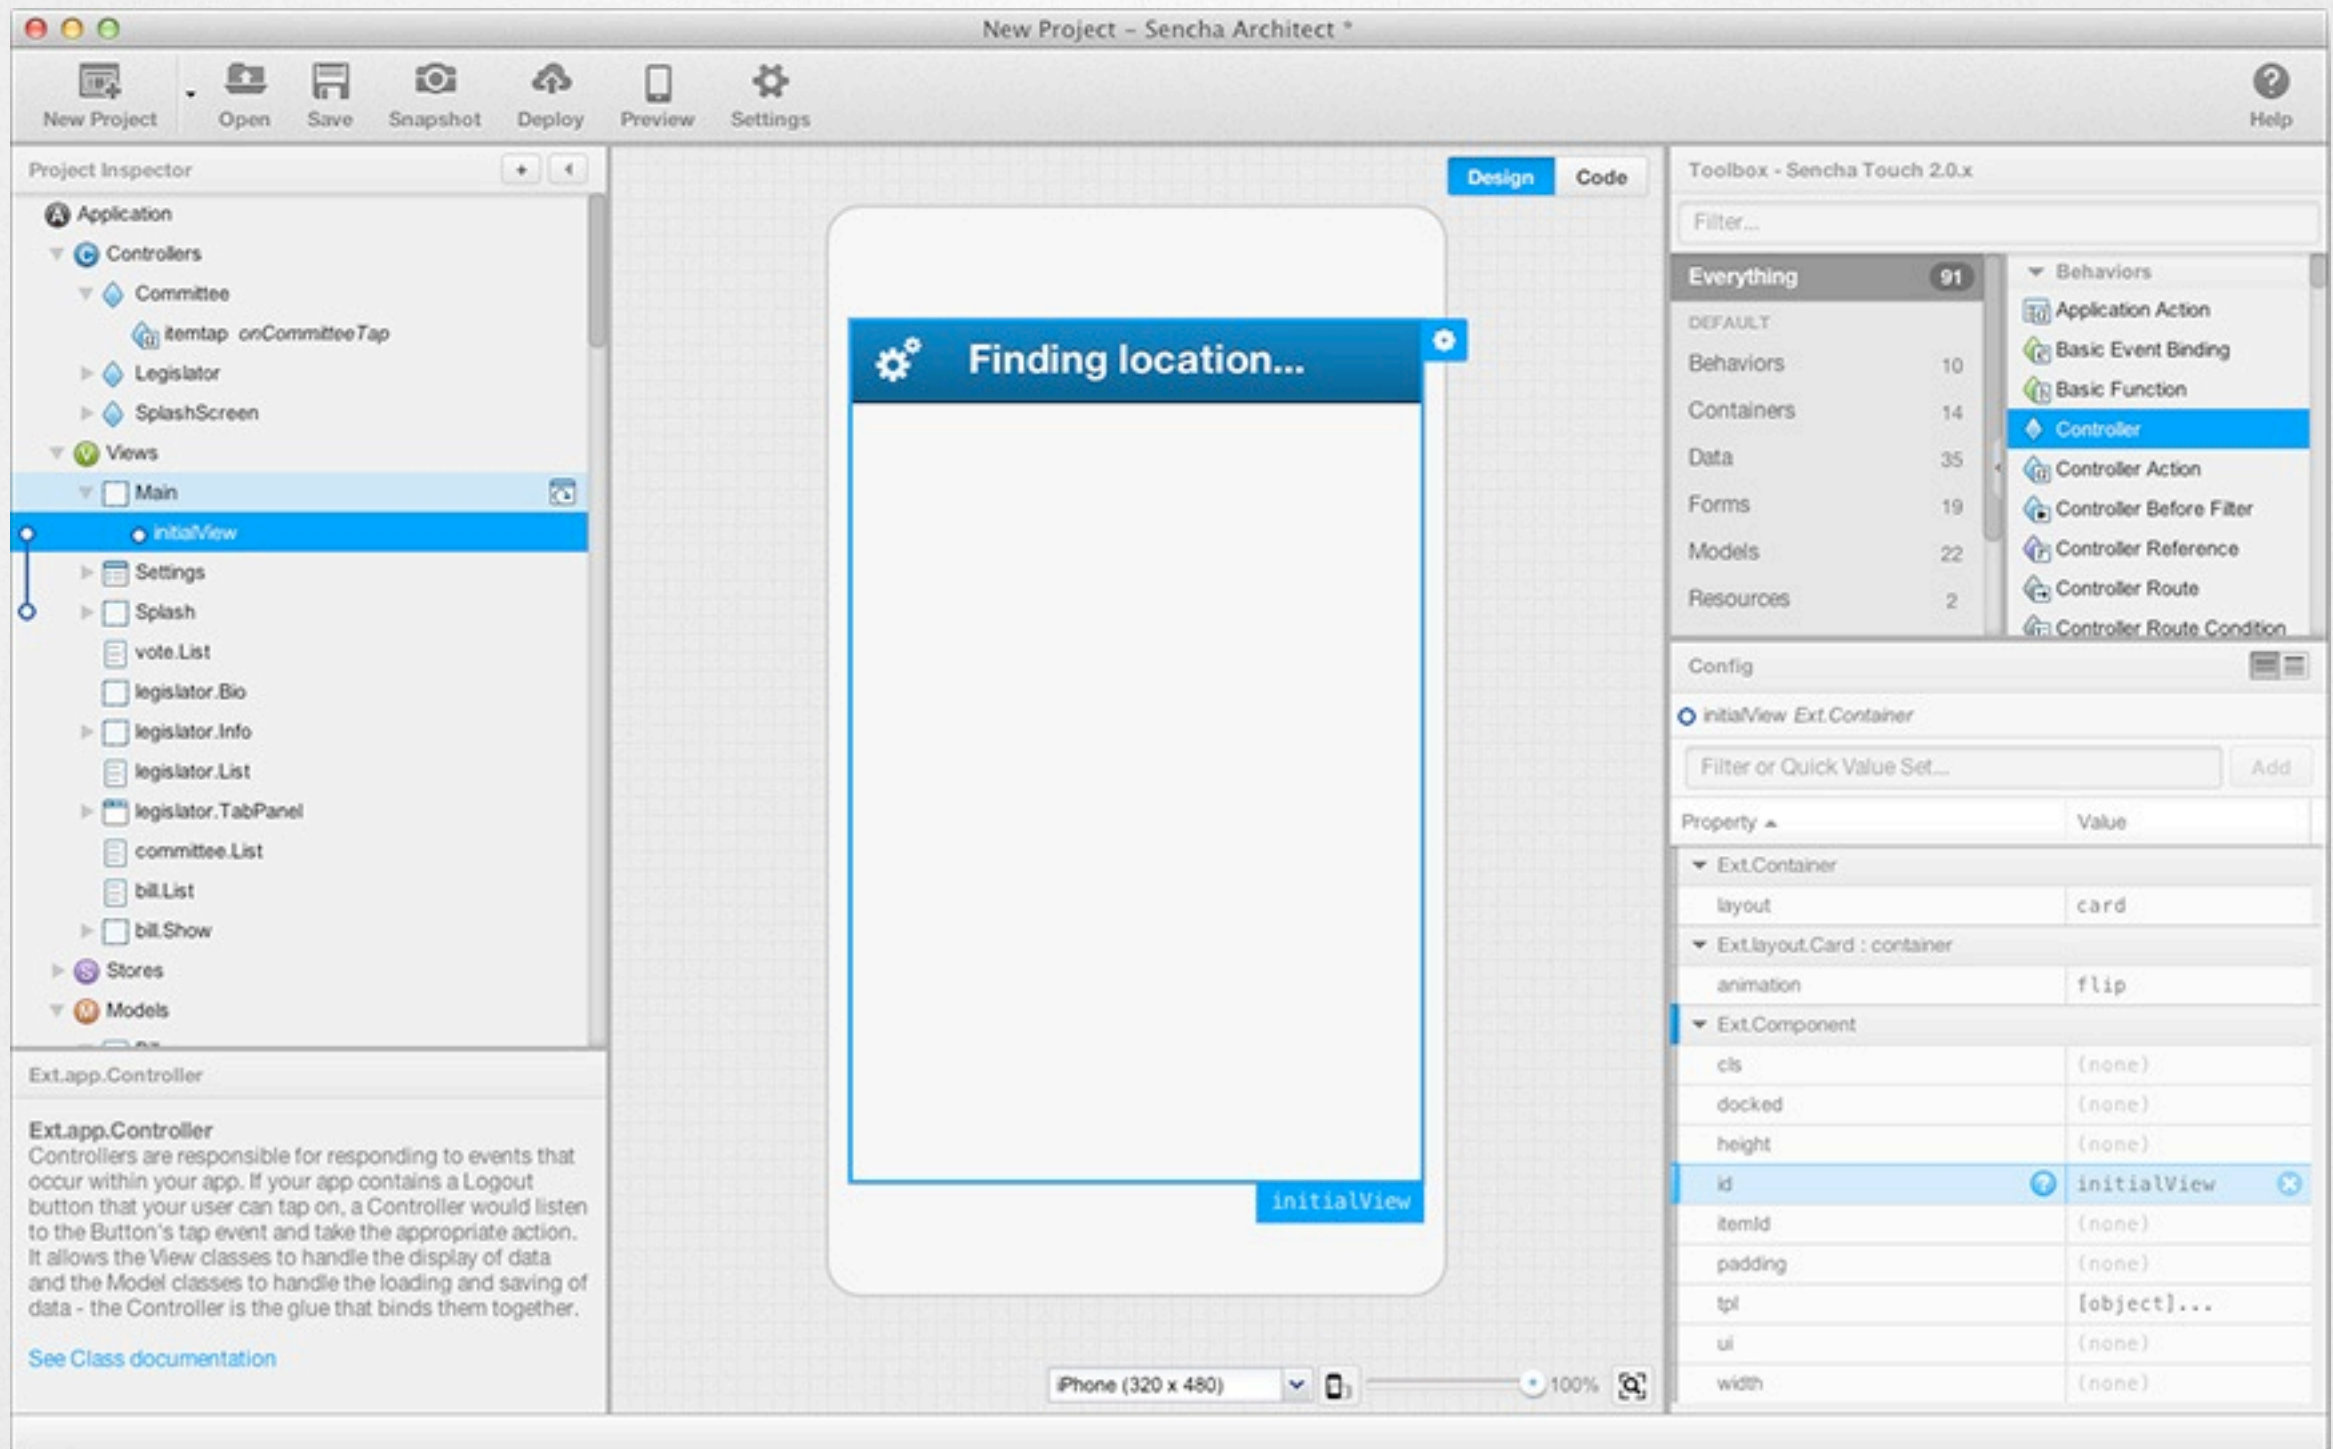 New Project – Sencha Architect *
New Project
Open
Save
Snapshot
Deploy
Preview
Settings
Help
Project Inspector
Application
Controllers
Committee
itemtap onCommitteeTap
Legislator
SplashScreen
Views
Main
initialView
Settings
Splash
vote.List
legislator.Bio
legislator.Info
legislator.List
legislator.TabPanel
committee.List
bill.List
bill.Show
Stores
Models
Ext.app.Controller
Ext.app.Controller
Controllers are responsible for responding to events that
occur within your app. If your app contains a Logout
button that your user can tap on, a Controller would listen
to the Button's tap event and take the appropriate action.
It allows the View classes to handle the display of data
and the Model classes to handle the loading and saving of
data - the Controller is the glue that binds them together.
See Class documentation
Design
Code
Finding location...
initialView
iPhone (320 x 480)
100%
Toolbox - Sencha Touch 2.0.x
Filter...
Everything 91
DEFAULT
Behaviors 10
Containers 14
Data 35
Forms 19
Models 22
Resources 2
Behaviors
Application Action
Basic Event Binding
Basic Function
Controller
Controller Action
Controller Before Filter
Controller Reference
Controller Route
Controller Route Condition
Config
initialView Ext.Container
Filter or Quick Value Set...
Add
Property Value
Ext.Container
layout card
Ext.layout.Card : container
animation flip
Ext.Component
cls (none)
docked (none)
height (none)
id initialView
itemId (none)
padding (none)
tpl [object]...
ui (none)
width (none)